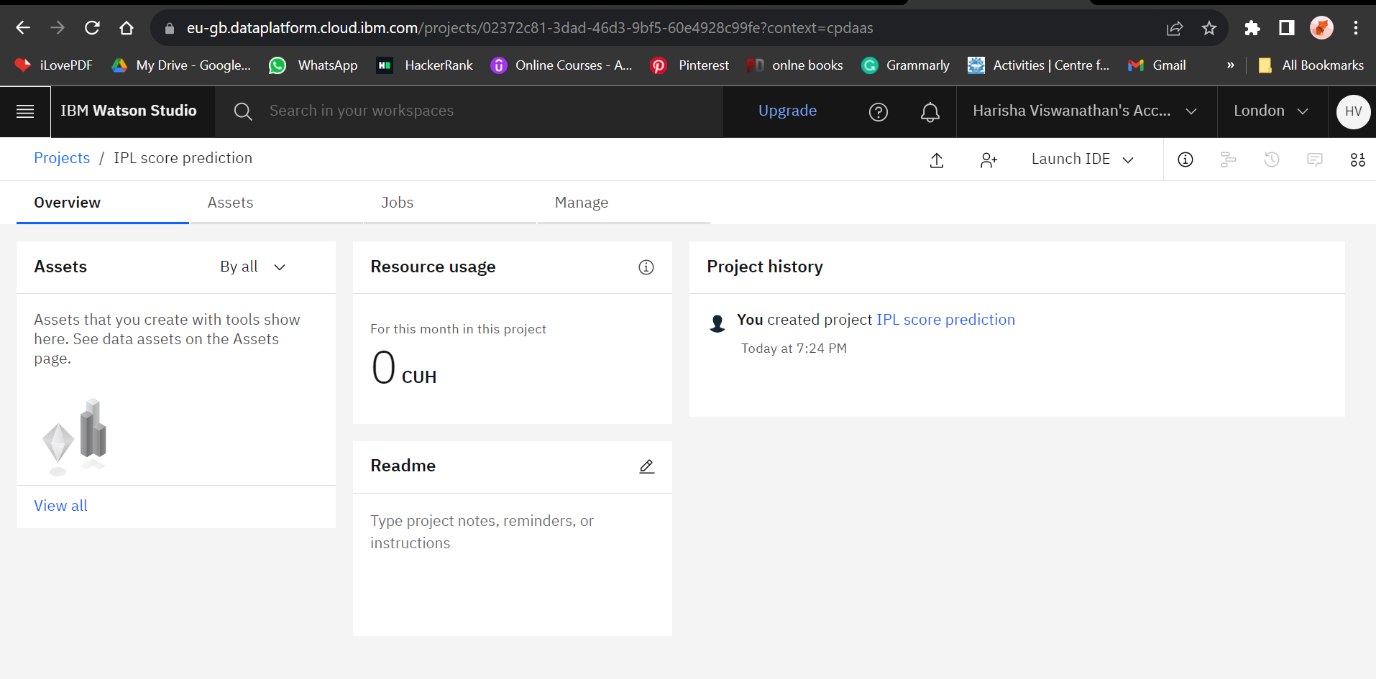 eu-gb.dataplatform.cloud.ibm.com/projects/02372c81-3dad-46d3-9bf5-60e4928c99fe?context=cpdaas
iLovePDF My Drive - Google... WhatsApp HackerRank Online Courses - A... Pinterest onlne books Grammarly Activities | Centre f... Gmail » All Bookmarks
IBM Watson Studio Search in your workspaces Upgrade Harisha Viswanathan's Acc... London HV
Projects / IPL score prediction Launch IDE
Overview Assets Jobs Manage
Assets By all
Assets that you create with tools show
here. See data assets on the Assets
page.
View all
Resource usage
For this month in this project
0 CUH
Readme
Type project notes, reminders, or
instructions
Project history
You created project IPL score prediction
Today at 7:24 PM